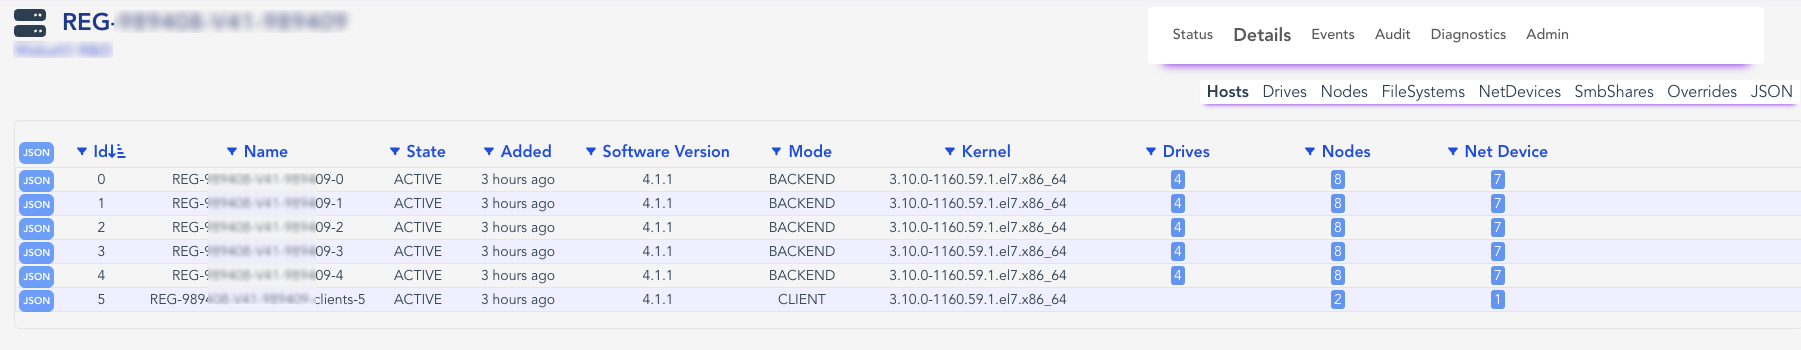 REG-
Status Details Events Audit Diagnostics Admin
Hosts Drives Nodes FileSystems NetDevices SmbShares Overrides JSON
JSON Id Name State Added Software Version Mode Kernel Drives Nodes Net Device
JSON 0 REG-9 09-0 ACTIVE 3 hours ago 4.1.1 BACKEND 3.10.0-1160.59.1.el7.x86_64 4 8 7
JSON 1 REG-9 09-1 ACTIVE 3 hours ago 4.1.1 BACKEND 3.10.0-1160.59.1.el7.x86_64 4 8 7
JSON 2 REG-9 09-2 ACTIVE 3 hours ago 4.1.1 BACKEND 3.10.0-1160.59.1.el7.x86_64 4 8 7
JSON 3 REG-9 09-3 ACTIVE 3 hours ago 4.1.1 BACKEND 3.10.0-1160.59.1.el7.x86_64 4 8 7
JSON 4 REG-9 09-4 ACTIVE 3 hours ago 4.1.1 BACKEND 3.10.0-1160.59.1.el7.x86_64 4 8 7
JSON 5 REG-989 clients-5 ACTIVE 3 hours ago 4.1.1 CLIENT 3.10.0-1160.59.1.el7.x86_64 2 1